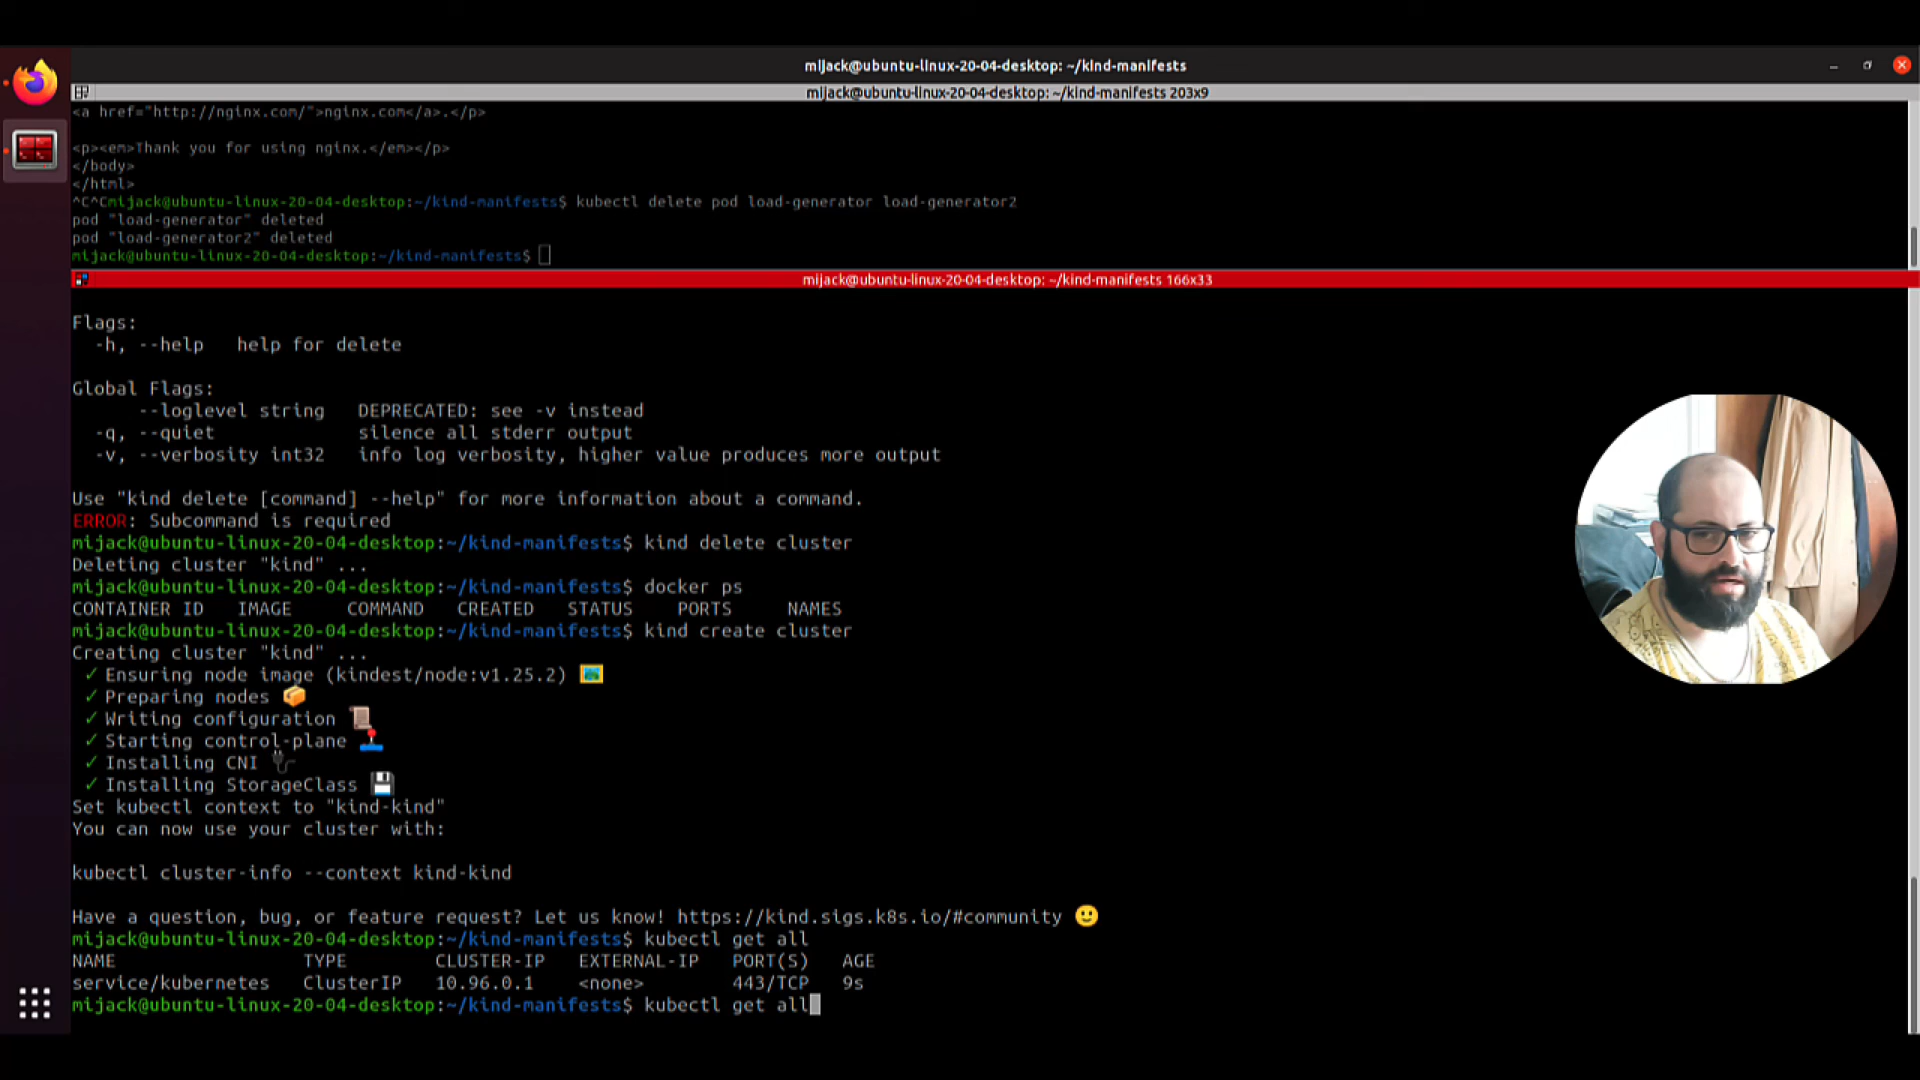 mijack@ubuntu-linux-20-04-desktop: ~/kind-manifests
mijack@ubuntu-linux-20-04-desktop: ~/kind-manifests 203x9
<a href="http://nginx.com/">nginx.com</a>.</p>
<p><em>Thank you for using nginx.</em></p>
</body>
</html>
^C^Cmijack@ubuntu-linux-20-04-desktop:~/kind-manifests$ kubectl delete pod load-generator load-generator2
pod "load-generator" deleted
pod "load-generator2" deleted
mijack@ubuntu-linux-20-04-desktop:~/kind-manifests$
mijack@ubuntu-linux-20-04-desktop: ~/kind-manifests 166x33
Flags:
  -h, --help   help for delete
Global Flags:
      --loglevel string   DEPRECATED: see -v instead
  -q, --quiet             silence all stderr output
  -v, --verbosity int32   info log verbosity, higher value produces more output
Use "kind delete [command] --help" for more information about a command.
ERROR: Subcommand is required
mijack@ubuntu-linux-20-04-desktop:~/kind-manifests$ kind delete cluster
Deleting cluster "kind" ...
mijack@ubuntu-linux-20-04-desktop:~/kind-manifests$ docker ps
CONTAINER ID   IMAGE     COMMAND   CREATED   STATUS    PORTS     NAMES
mijack@ubuntu-linux-20-04-desktop:~/kind-manifests$ kind create cluster
Creating cluster "kind" ...
 ✓ Ensuring node image (kindest/node:v1.25.2) 🖼
 ✓ Preparing nodes 📦
 ✓ Writing configuration 📜
 ✓ Starting control-plane 🕹
 ✓ Installing CNI 🔌
 ✓ Installing StorageClass 💾
Set kubectl context to "kind-kind"
You can now use your cluster with:
kubectl cluster-info --context kind-kind
Have a question, bug, or feature request? Let us know! https://kind.sigs.k8s.io/#community 🙂
mijack@ubuntu-linux-20-04-desktop:~/kind-manifests$ kubectl get all
NAME                 TYPE        CLUSTER-IP   EXTERNAL-IP   PORT(S)   AGE
service/kubernetes   ClusterIP   10.96.0.1    <none>        443/TCP   9s
mijack@ubuntu-linux-20-04-desktop:~/kind-manifests$ kubectl get all